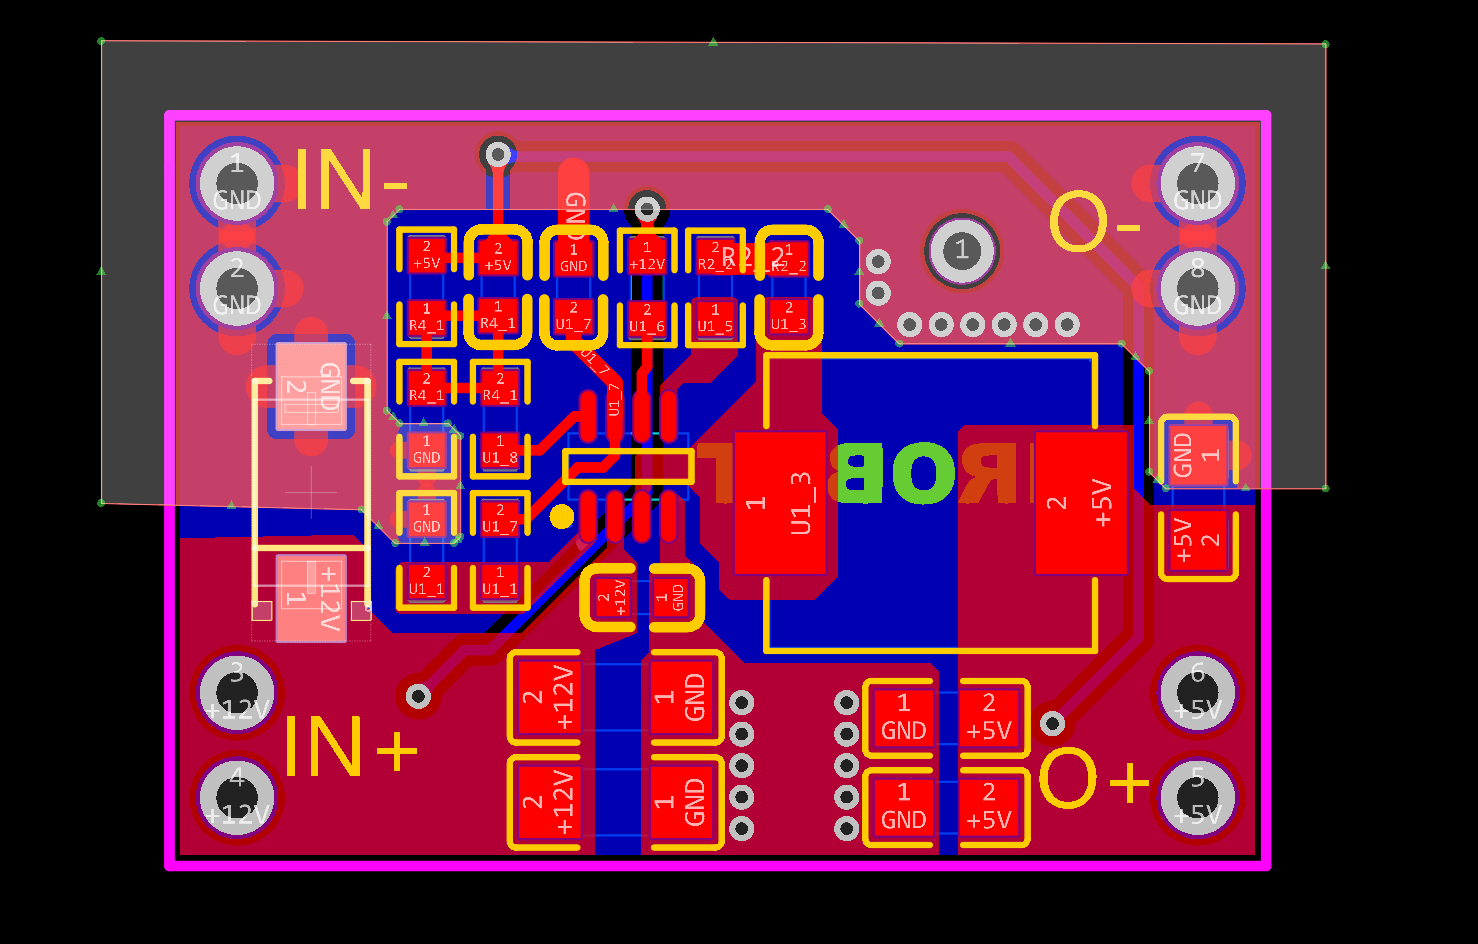 1
GND
IN-
2
GND
7
GND
O-
8
GND
1
GND
2
+5V
2
+5V
1
GND
1
+12V
2
R2_2
R2_2
1
R2_2
1
R4_1
1
R4_1
2
U1_7
2
U1_6
1
U1_5
2
U1_3
U1_7
U1_7
2
R4_1
2
R4_1
GND
2
1
GND
1
U1_8
1
GND
2
U1_7
2
U1_1
1
U1_1
+12V
1
2
+12V
1
GND
1
U1_3
ROBT
OB
2
+5V
GND
1
+5V
2
3
+12V
IN+
4
+12V
2
+12V
1
GND
2
+12V
1
GND
1
GND
2
+5V
1
GND
2
+5V
6
+5V
O+
5
+5V